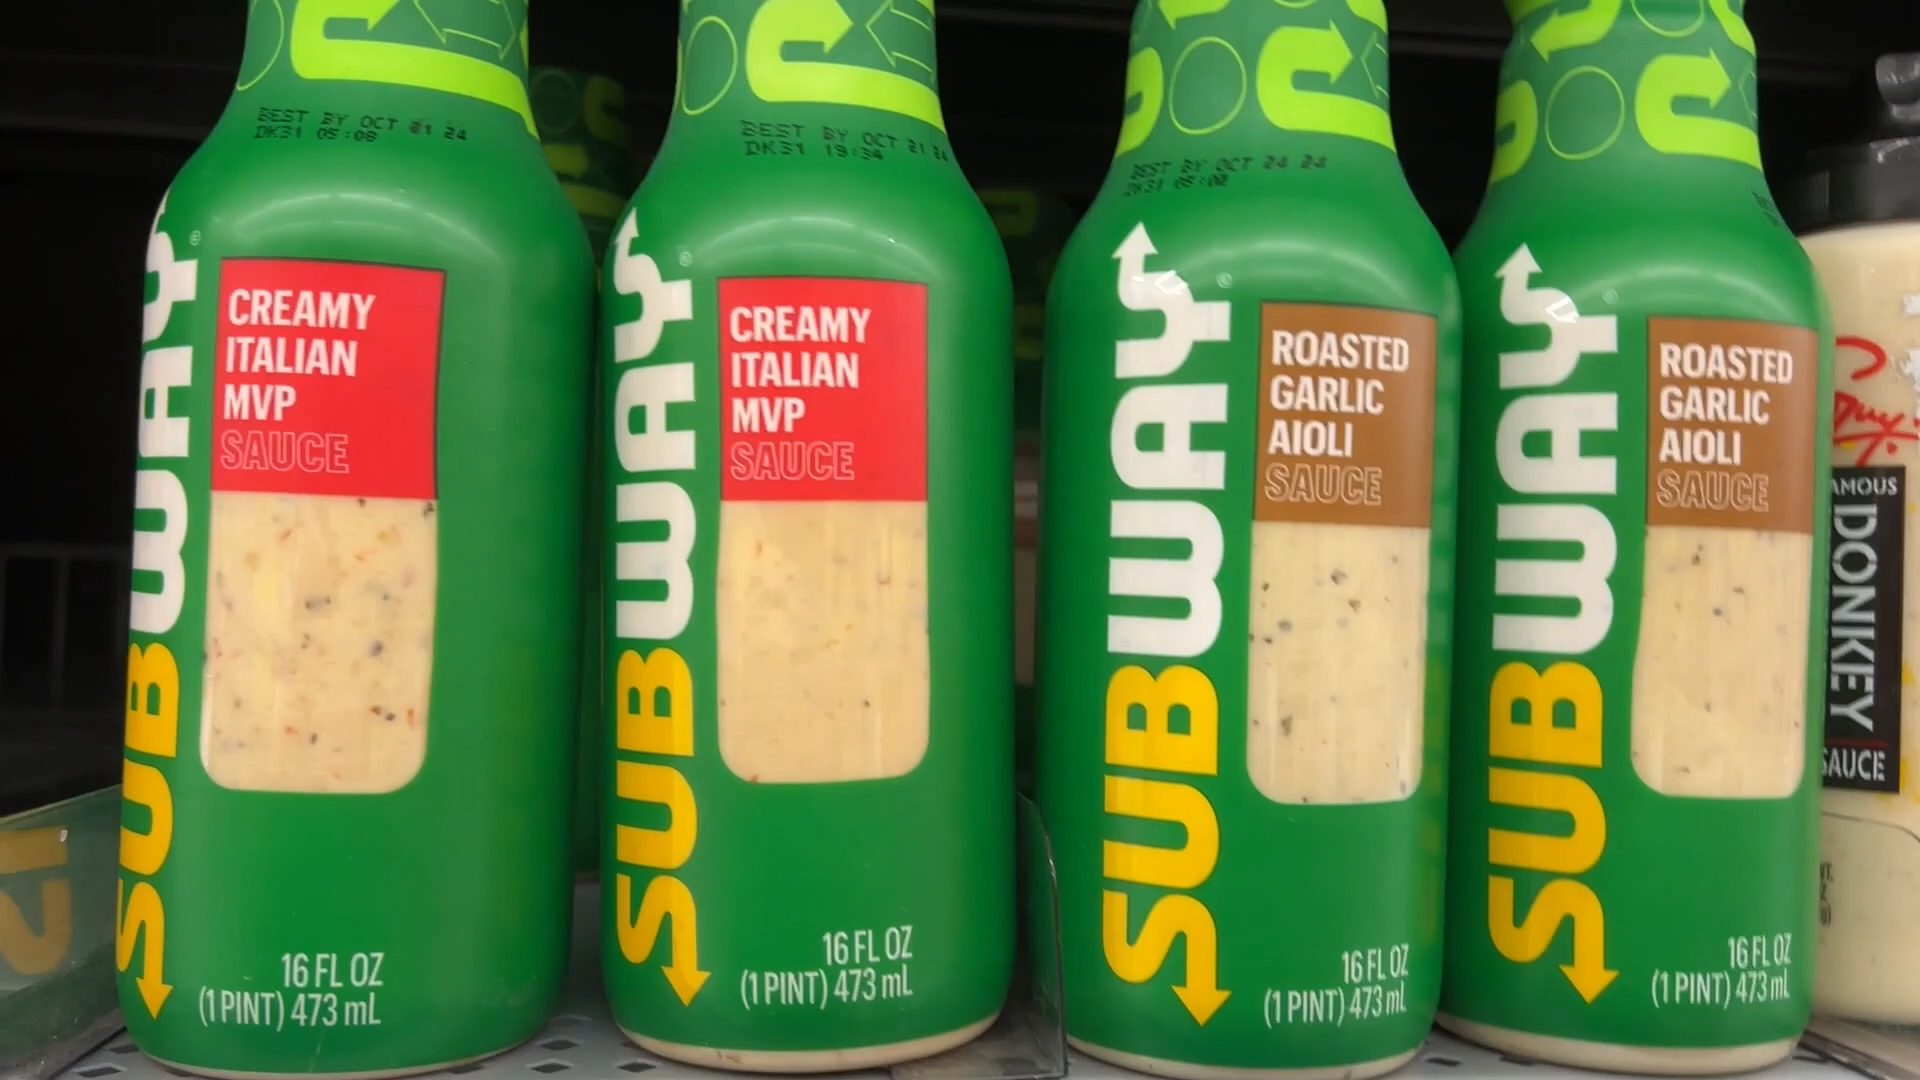 BEST BY OCT 21 24
DK31 05:08
SUBWAY®
CREAMY
ITALIAN
MVP
SAUCE
16 FL OZ
(1 PINT) 473 mL
BEST BY OCT 21 24
DK31 19:34
SUBWAY®
CREAMY
ITALIAN
MVP
SAUCE
16 FL OZ
(1 PINT) 473 mL
BEST BY OCT 24 24
DK31
SUBWAY®
ROASTED
GARLIC
AIOLI
SAUCE
16 FL OZ
(1 PINT) 473 mL
SUBWAY®
ROASTED
GARLIC
AIOLI
SAUCE
16 FL OZ
(1 PINT) 473 mL
Guy
AMOUS
DONKEY
SAUCE